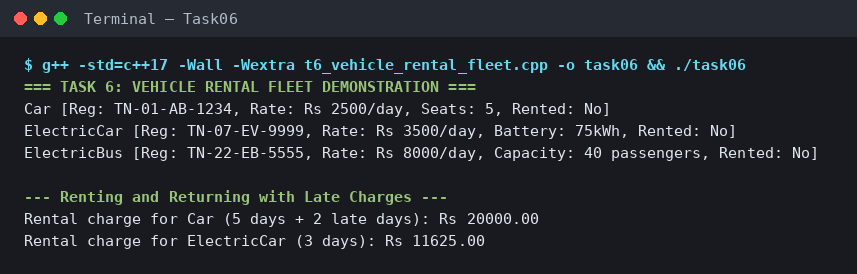 Terminal — Task06
$ g++ -std=c++17 -Wall -Wextra t6_vehicle_rental_fleet.cpp -o task06 && ./task06
=== TASK 6: VEHICLE RENTAL FLEET DEMONSTRATION ===
Car [Reg: TN-01-AB-1234, Rate: Rs 2500/day, Seats: 5, Rented: No]
ElectricCar [Reg: TN-07-EV-9999, Rate: Rs 3500/day, Battery: 75kWh, Rented: No]
ElectricBus [Reg: TN-22-EB-5555, Rate: Rs 8000/day, Capacity: 40 passengers, Rented: No]
--- Renting and Returning with Late Charges ---
Rental charge for Car (5 days + 2 late days): Rs 20000.00
Rental charge for ElectricCar (3 days): Rs 11625.00